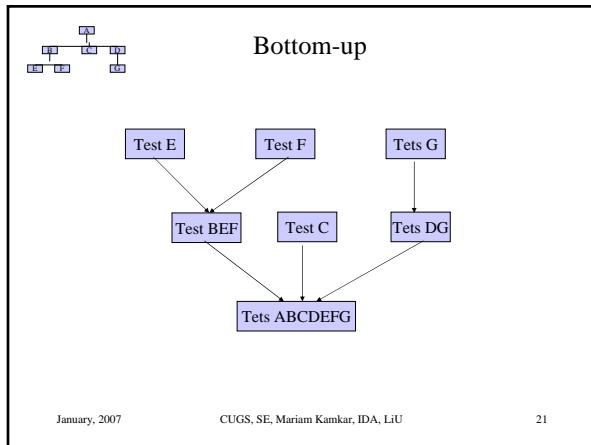 A
B C D
E F G
Bottom-up
Test E Test F Tets G
Test BEF Test C Tets DG
Tets ABCDEFG
January, 2007 CUGS, SE, Mariam Kamkar, IDA, LiU 21